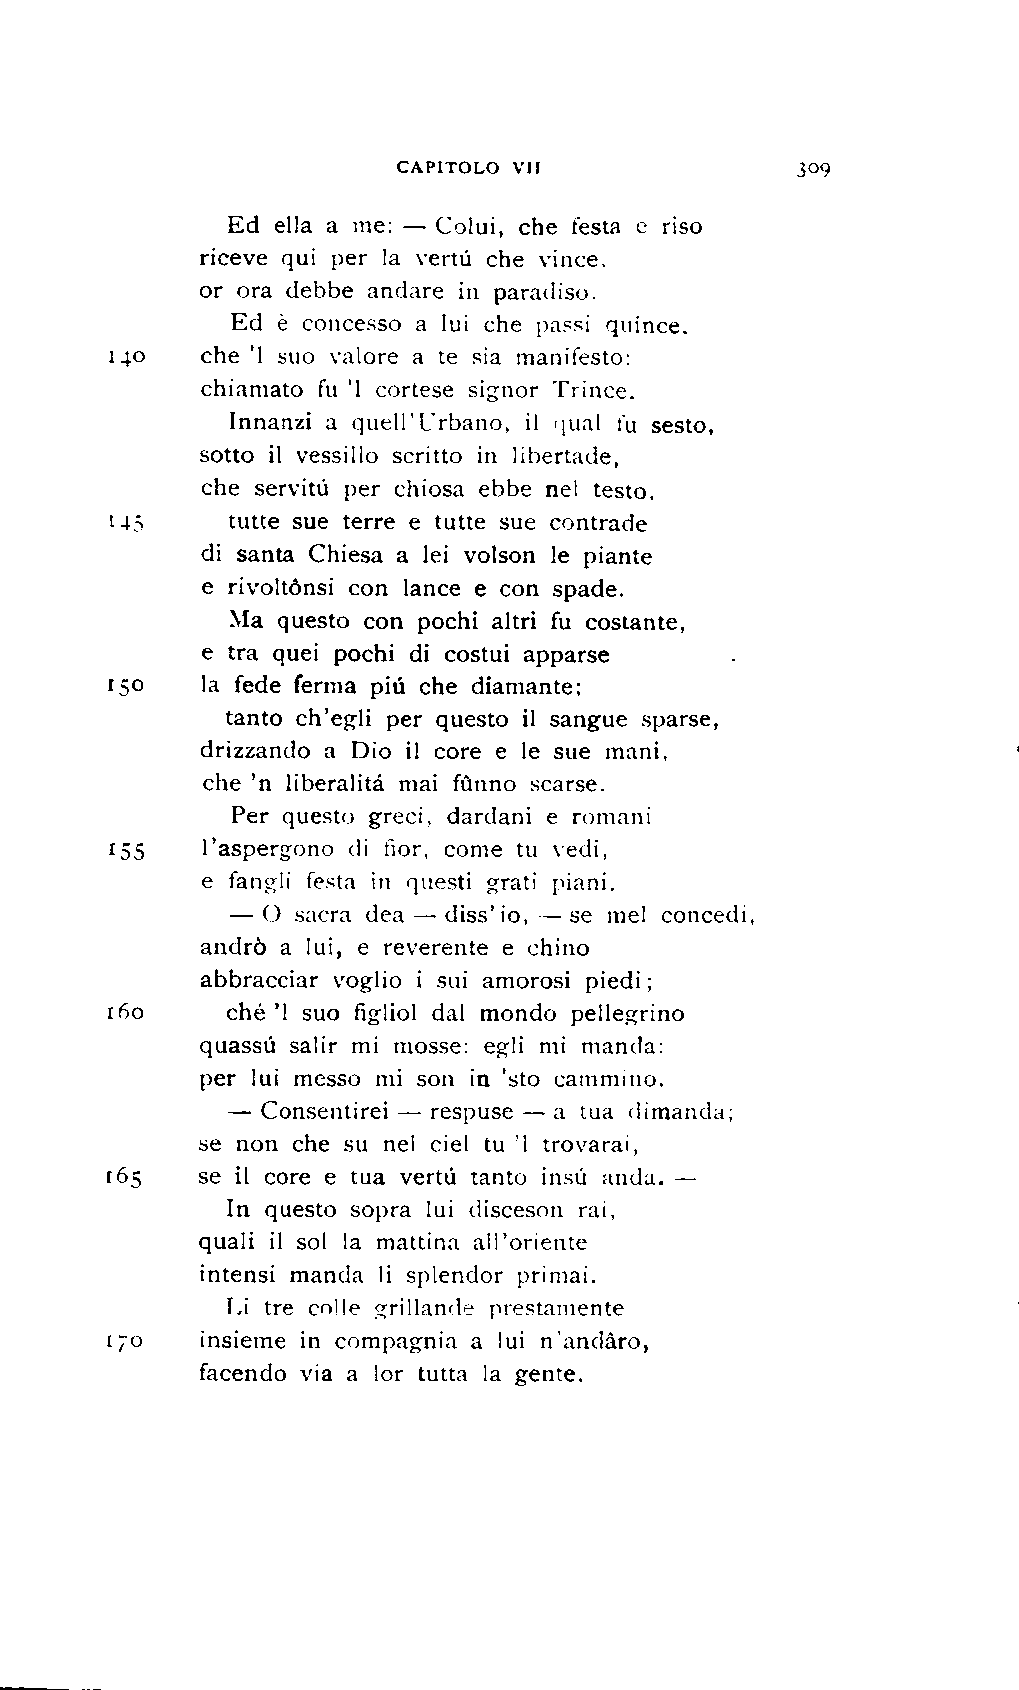 CAPITOLO VII 309
Ed ella a me: — Colui, che festa e riso
riceve qui per la vertú che vince,
or ora debbe andare in paradiso.
Ed è concesso a lui che passi quince,
140 che 'l suo valore a te sia manifesto:
chiamato fu 'l cortese signor Trince.
Innanzi a quell'Urbano, il qual fu sesto,
sotto il vessillo scritto in libertade,
che servitú per chiosa ebbe nel testo,
145 tutte sue terre e tutte sue contrade
di santa Chiesa a lei volson le piante
e rivoltônsi con lance e con spade.
Ma questo con pochi altri fu costante,
e tra quei pochi di costui apparse
150 la fede ferma piú che diamante;
tanto ch'egli per questo il sangue sparse,
drizzando a Dio il core e le sue mani,
che 'n liberalitá mai fûnno scarse.
Per questo greci, dardani e romani
155 l'aspergono di fior, come tu vedi,
e fangli festa in questi grati piani.
— O sacra dea — diss'io, — se mel concedi,
andrò a lui, e reverente e chino
abbracciar voglio i sui amorosi piedi;
160 ché 'l suo figliol dal mondo pellegrino
quassú salir mi mosse: egli mi manda:
per lui messo mi son in 'sto cammino.
— Consentirei — respuse — a tua dimanda;
se non che su nel ciel tu 'l trovarai,
165 se il core e tua vertú tanto insú anda. —
In questo sopra lui disceson rai,
quali il sol la mattina all'oriente
intensi manda li splendor primai.
Li tre colle grillande prestamente
170 insieme in compagnia a lui n'andâro,
facendo via a lor tutta la gente.